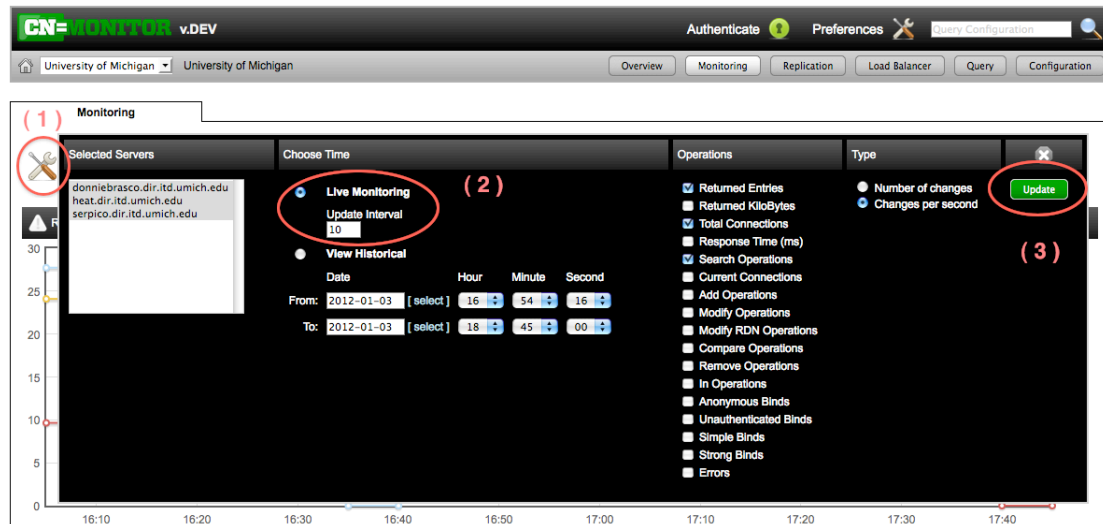 CN=MONITOR v.DEV
Authenticate Preferences Query Configuration
University of Michigan University of Michigan
Overview Monitoring Replication Load Balancer Query Configuration
Monitoring
( 1 )
Selected Servers Choose Time Operations Type
donniebrasco.dir.itd.umich.edu
heat.dir.itd.umich.edu
serpico.dir.itd.umich.edu
Live Monitoring
Update Interval
10
( 2 )
View Historical
Date Hour Minute Second
From: 2012-01-03 [ select ] 16 54 16
To: 2012-01-03 [ select ] 18 45 00
Returned Entries
Returned KiloBytes
Total Connections
Response Time (ms)
Search Operations
Current Connections
Add Operations
Modify Operations
Modify RDN Operations
Compare Operations
Remove Operations
In Operations
Anonymous Binds
Unauthenticated Binds
Simple Binds
Strong Binds
Errors
Number of changes
Changes per second
Update
( 3 )
30
25
20
15
10
5
0
16:10 16:20 16:30 16:40 16:50 17:00 17:10 17:20 17:30 17:40